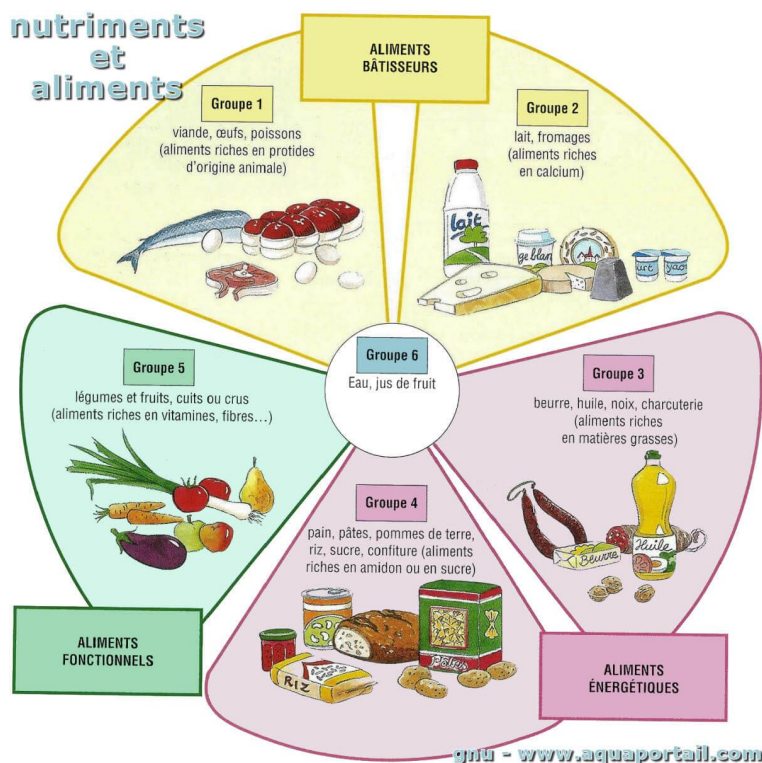 nutriments
et
aliments
ALIMENTS
BÂTISSEURS
Groupe 1
viande, œufs, poissons
(aliments riches en protides
d'origine animale)
Groupe 2
lait, fromages
(aliments riches
en calcium)
lait
ge blan
urt
yaou
Groupe 5
légumes et fruits, cuits ou crus
(aliments riches en vitamines, fibres...)
Groupe 6
Eau, jus de fruit
Groupe 3
beurre, huile, noix, charcuterie
(aliments riches
en matières grasses)
Beurre
Huile
Groupe 4
pain, pâtes, pommes de terre,
riz, sucre, confiture (aliments
riches en amidon ou en sucre)
RIZ
Pâtes
ALIMENTS
FONCTIONNELS
ALIMENTS
ÉNERGÉTIQUES
gnu - www.aquaportail.com